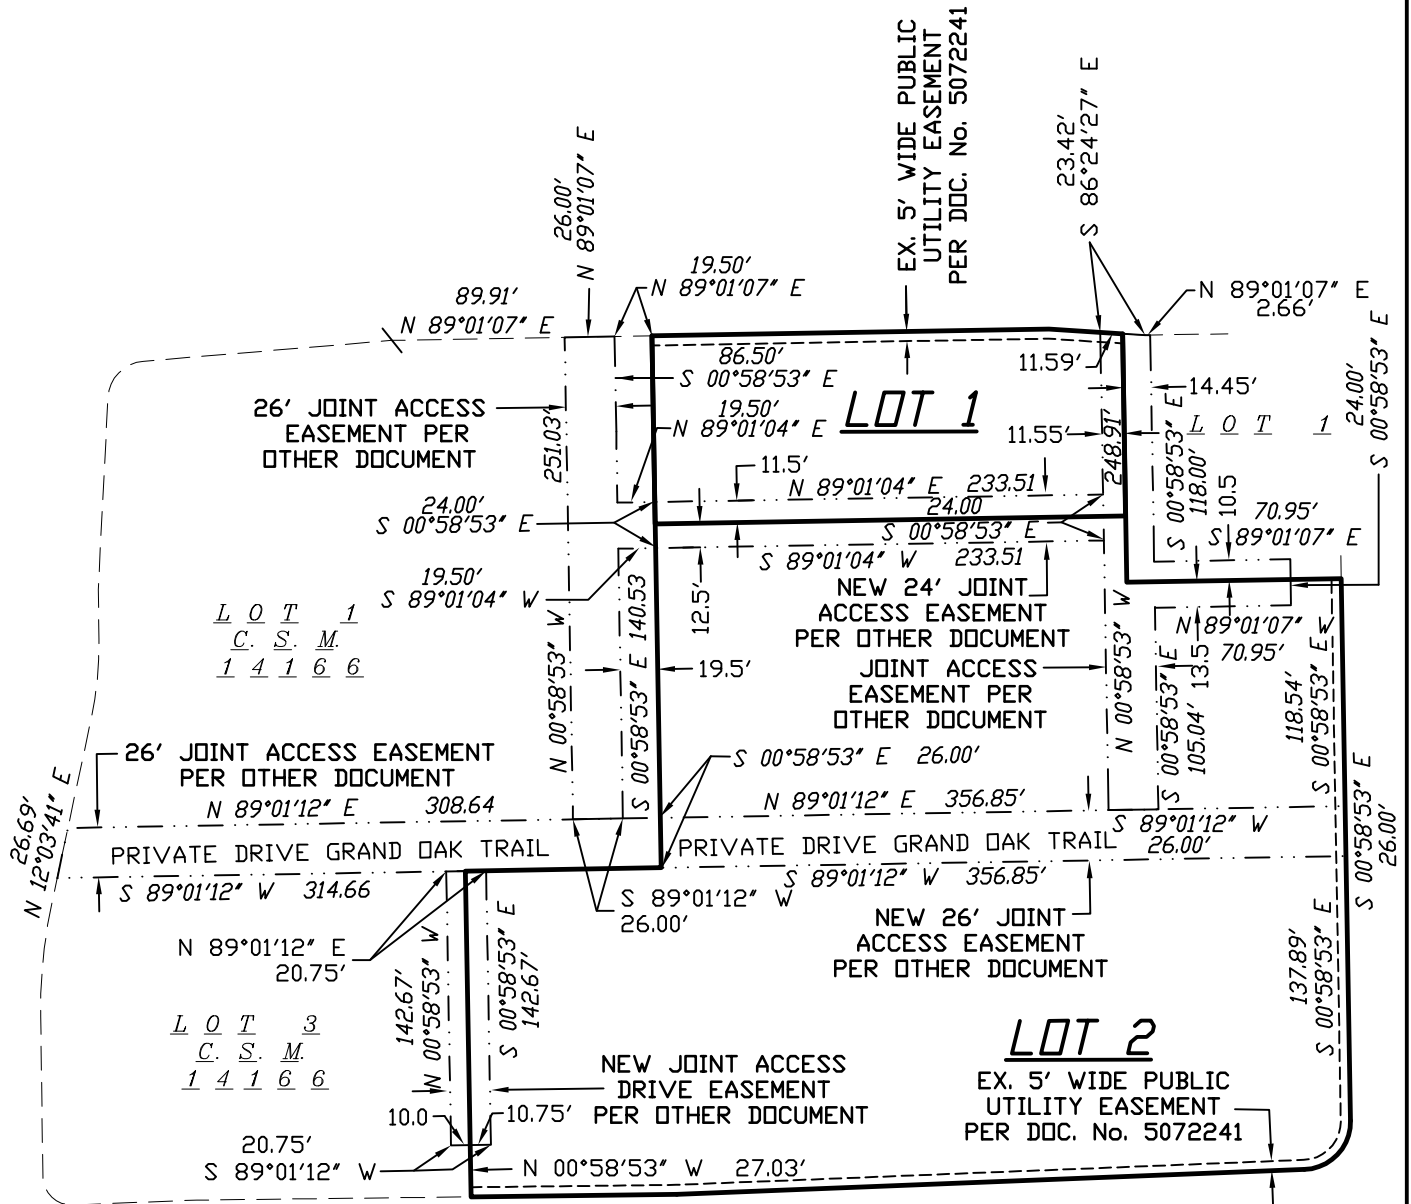 EX. 5' WIDE PUBLIC
UTILITY EASEMENT
PER DOC. No. 5072241
23.42'
S 86°24'27" E
26.00'
N 89°01'07" E
19.50'
N 89°01'07" E
89.91'
N 89°01'07" E
N 89°01'07" E
2.66'
24.00'
S 00°58'53" E
86.50'
S 00°58'53" E
11.59'
14.45'
26' JOINT ACCESS
EASEMENT PER
OTHER DOCUMENT
251.03'
19.50'
N 89°01'04" E
LOT 1
11.55'
248.91'
S 00°58'53" E
118.00'
LOT 1
11.5'
N 89°01'04" E 233.51
10.5
70.95'
S 89°01'07" E
24.00'
S 00°58'53" E
24.00
S 00°58'53" E
S 89°01'04" W 233.51
19.50'
S 89°01'04" W
12.5'
NEW 24' JOINT
ACCESS EASEMENT
PER OTHER DOCUMENT
N 89°01'07" W
70.95'
LOT 1
C. S. M.
14166
N 00°58'53" W
S 00°58'53" E 140.53
19.5'
JOINT ACCESS
EASEMENT PER
OTHER DOCUMENT
N 00°58'53" W
13.5
S 00°58'53" E
105.04'
118.54'
S 00°58'53" E
26' JOINT ACCESS EASEMENT
PER OTHER DOCUMENT
S 00°58'53" E 26.00'
26.69'
N 12°03'41" E
N 89°01'12" E 308.64
N 89°01'12" E 356.85'
S 89°01'12" W
26.00'
S 00°58'53" E
26.00'
PRIVATE DRIVE GRAND OAK TRAIL
PRIVATE DRIVE GRAND OAK TRAIL
S 89°01'12" W 314.66
S 89°01'12" W 356.85'
S 89°01'12" W
26.00'
NEW 26' JOINT
ACCESS EASEMENT
PER OTHER DOCUMENT
N 89°01'12" E
20.75'
142.67'
N 00°58'53" W
S 00°58'53" E
142.67'
137.89'
S 00°58'53" E
LOT 3
C. S. M.
14166
LOT 2
NEW JOINT ACCESS
DRIVE EASEMENT
PER OTHER DOCUMENT
EX. 5' WIDE PUBLIC
UTILITY EASEMENT
PER DOC. No. 5072241
10.0
10.75'
20.75'
S 89°01'12" W
N 00°58'53" W 27.03'